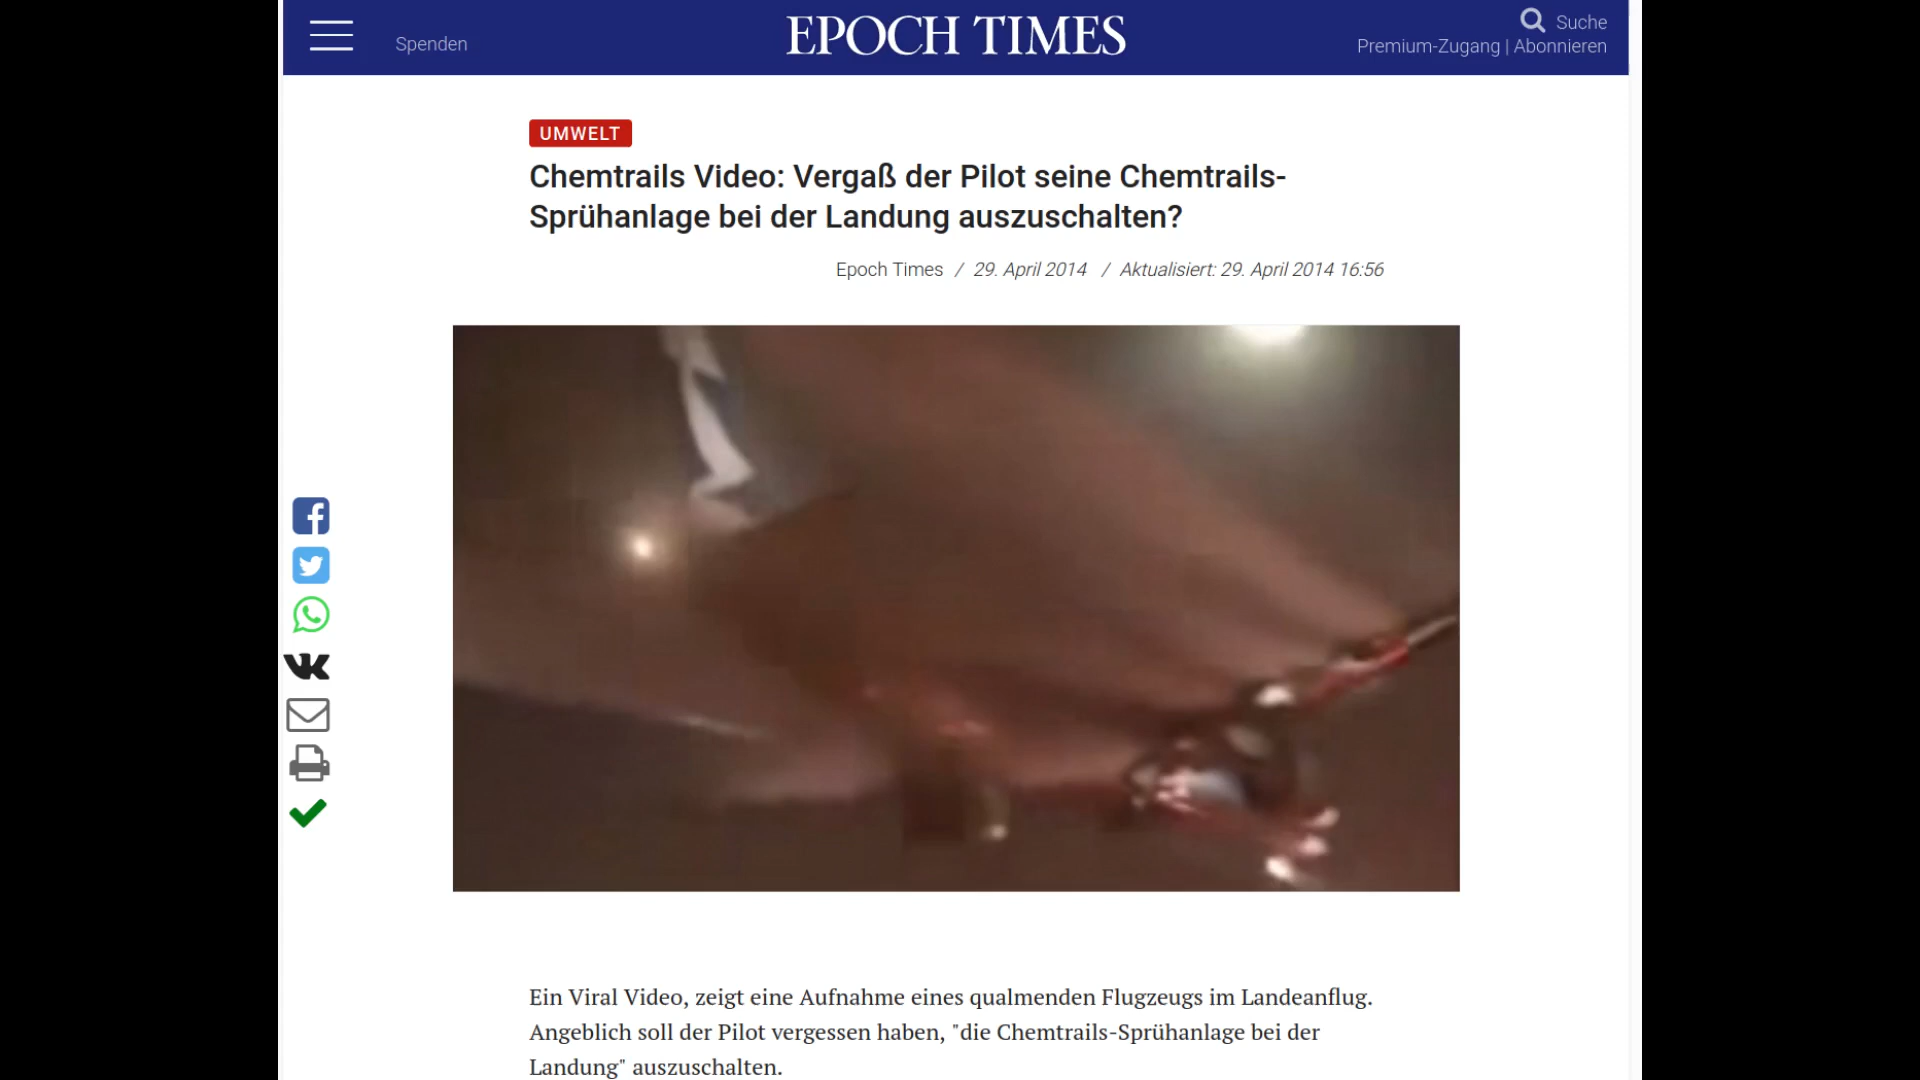 Spenden
EPOCH TIMES
Suche
Premium-Zugang | Abonnieren
UMWELT
Chemtrails Video: Vergaß der Pilot seine Chemtrails-
Sprühanlage bei der Landung auszuschalten?
Epoch Times / 29. April 2014 / Aktualisiert: 29. April 2014 16:56
Ein Viral Video, zeigt eine Aufnahme eines qualmenden Flugzeugs im Landeanflug.
Angeblich soll der Pilot vergessen haben, "die Chemtrails-Sprühanlage bei der
Landung" auszuschalten.